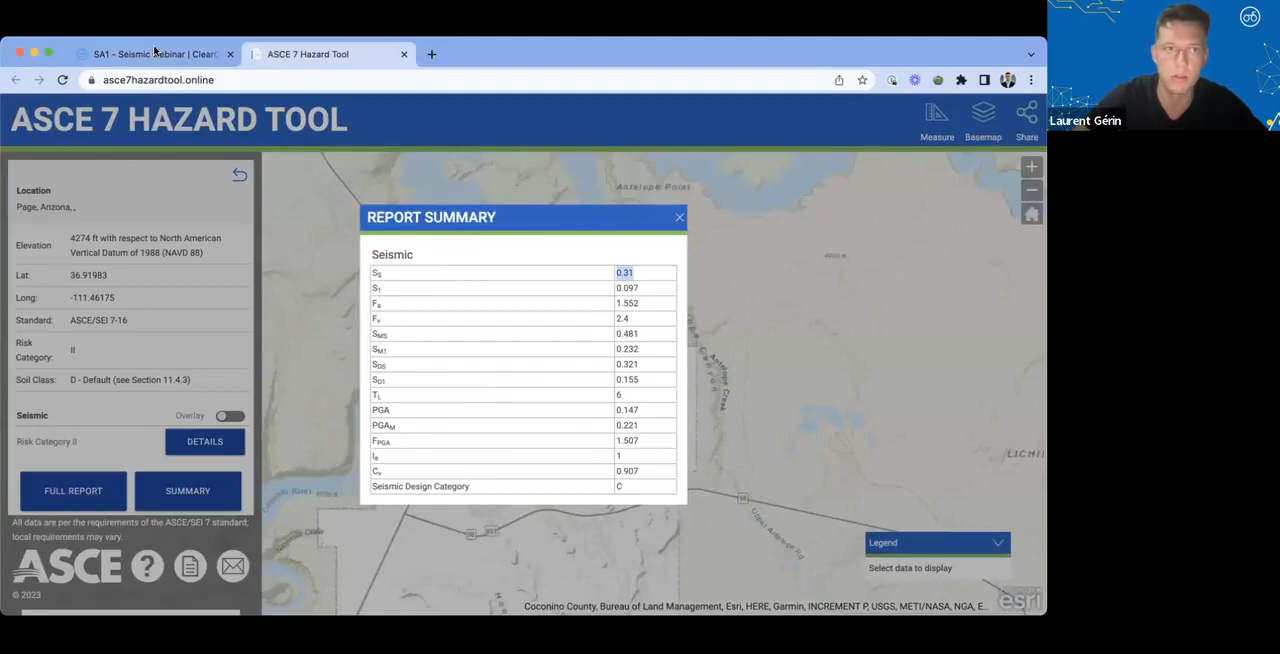 SA1 - Seismic Webinar | Clear
ASCE 7 Hazard Tool
asce7hazardtool.online
Laurent Gérin
ASCE 7 HAZARD TOOL
Measure
Basemap
Share
Location
Page, Arizona, ,
Elevation
4274 ft with respect to North American
Vertical Datum of 1988 (NAVD 88)
Lat: 36.91983
Long: -111.46175
Standard: ASCE/SEI 7-16
Risk
Category: II
Soil Class: D - Default (see Section 11.4.3)
Seismic Overlay
Risk Category II DETAILS
FULL REPORT SUMMARY
All data are per the requirements of the ASCE/SEI 7 standard;
local requirements may vary.
ASCE
© 2023
Antelope Point
REPORT SUMMARY
Seismic
SS 0.31
S1 0.097
Fa 1.552
Fv 2.4
SMS 0.481
SM1 0.232
SDS 0.321
SD1 0.155
TL 6
PGA 0.147
PGAM 0.221
FPGA 1.507
Ie 1
Cv 0.907
Seismic Design Category C
Antelope Creek
Upper Antelope Rd
98
Legend
Select data to display
Coconino County, Bureau of Land Management, Esri, HERE, Garmin, INCREMENT P, USGS, METI/NASA, NGA, E...
esri